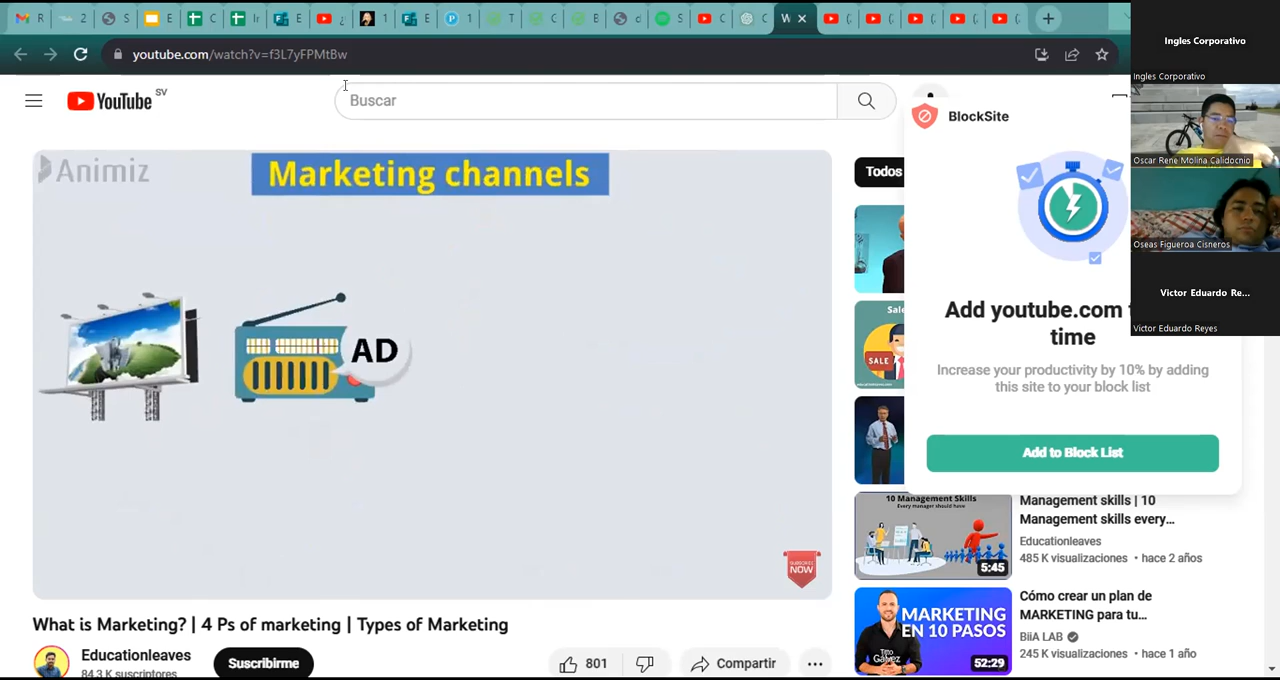 youtube.com/watch?v=f3L7yFPMtBw
YouTube SV
Buscar
Animiz
Marketing channels
AD
SUBSCRIBE
NOW
What is Marketing? | 4 Ps of marketing | Types of Marketing
Educationleaves
84.3 K suscriptores
Suscribirme
801
Compartir
Todos
BlockSite
Add youtube.com
time
Increase your productivity by 10% by adding
this site to your block list
Add to Block List
SALE
10 Management Skills
Every manager should have
5:45
Management skills | 10
Management skills every…
Educationleaves
485 K visualizaciones • hace 2 años
MARKETING
EN 10 PASOS
52:29
Cómo crear un plan de
MARKETING para tu…
BiiA LAB
245 K visualizaciones • hace 1 año
Ingles Corporativo
Ingles Corporativo
Oscar Rene Molina Calidocnio
Oseas Figueroa Cisneros
Victor Eduardo Re...
Victor Eduardo Reyes